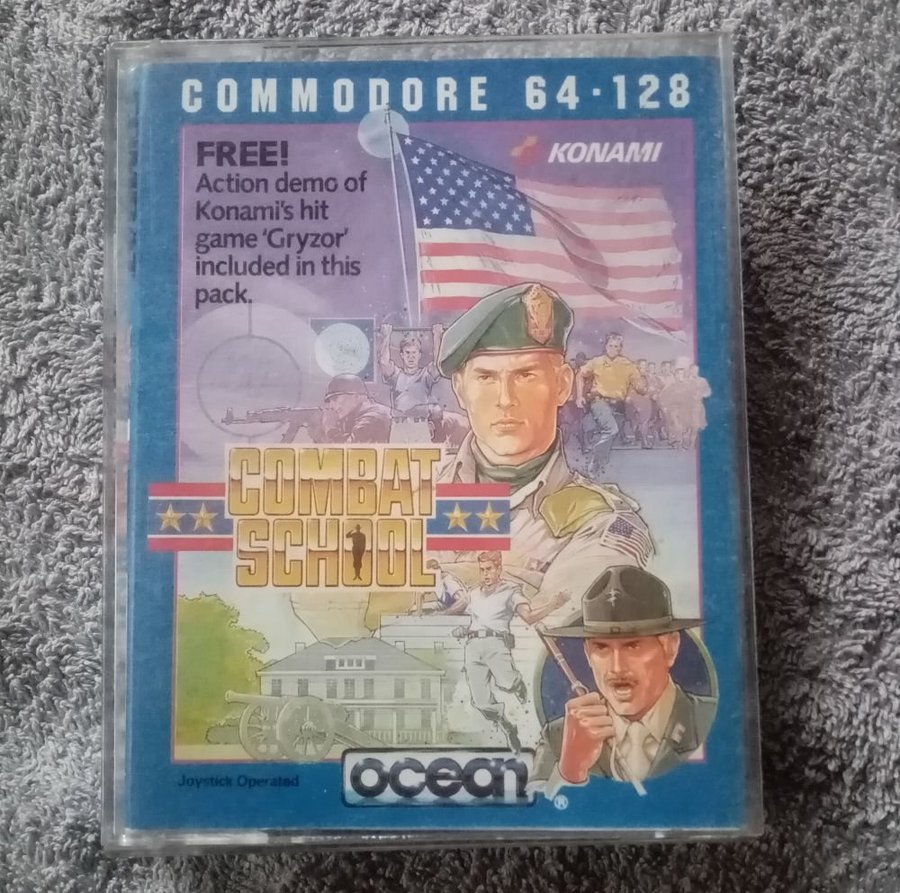 COMMODORE 64·128
FREE!
Action demo of
Konami's hit
game 'Gryzor'
included in this
pack.
KONAMI
COMBAT
SCHOOL
Joystick Operated
ocean
®